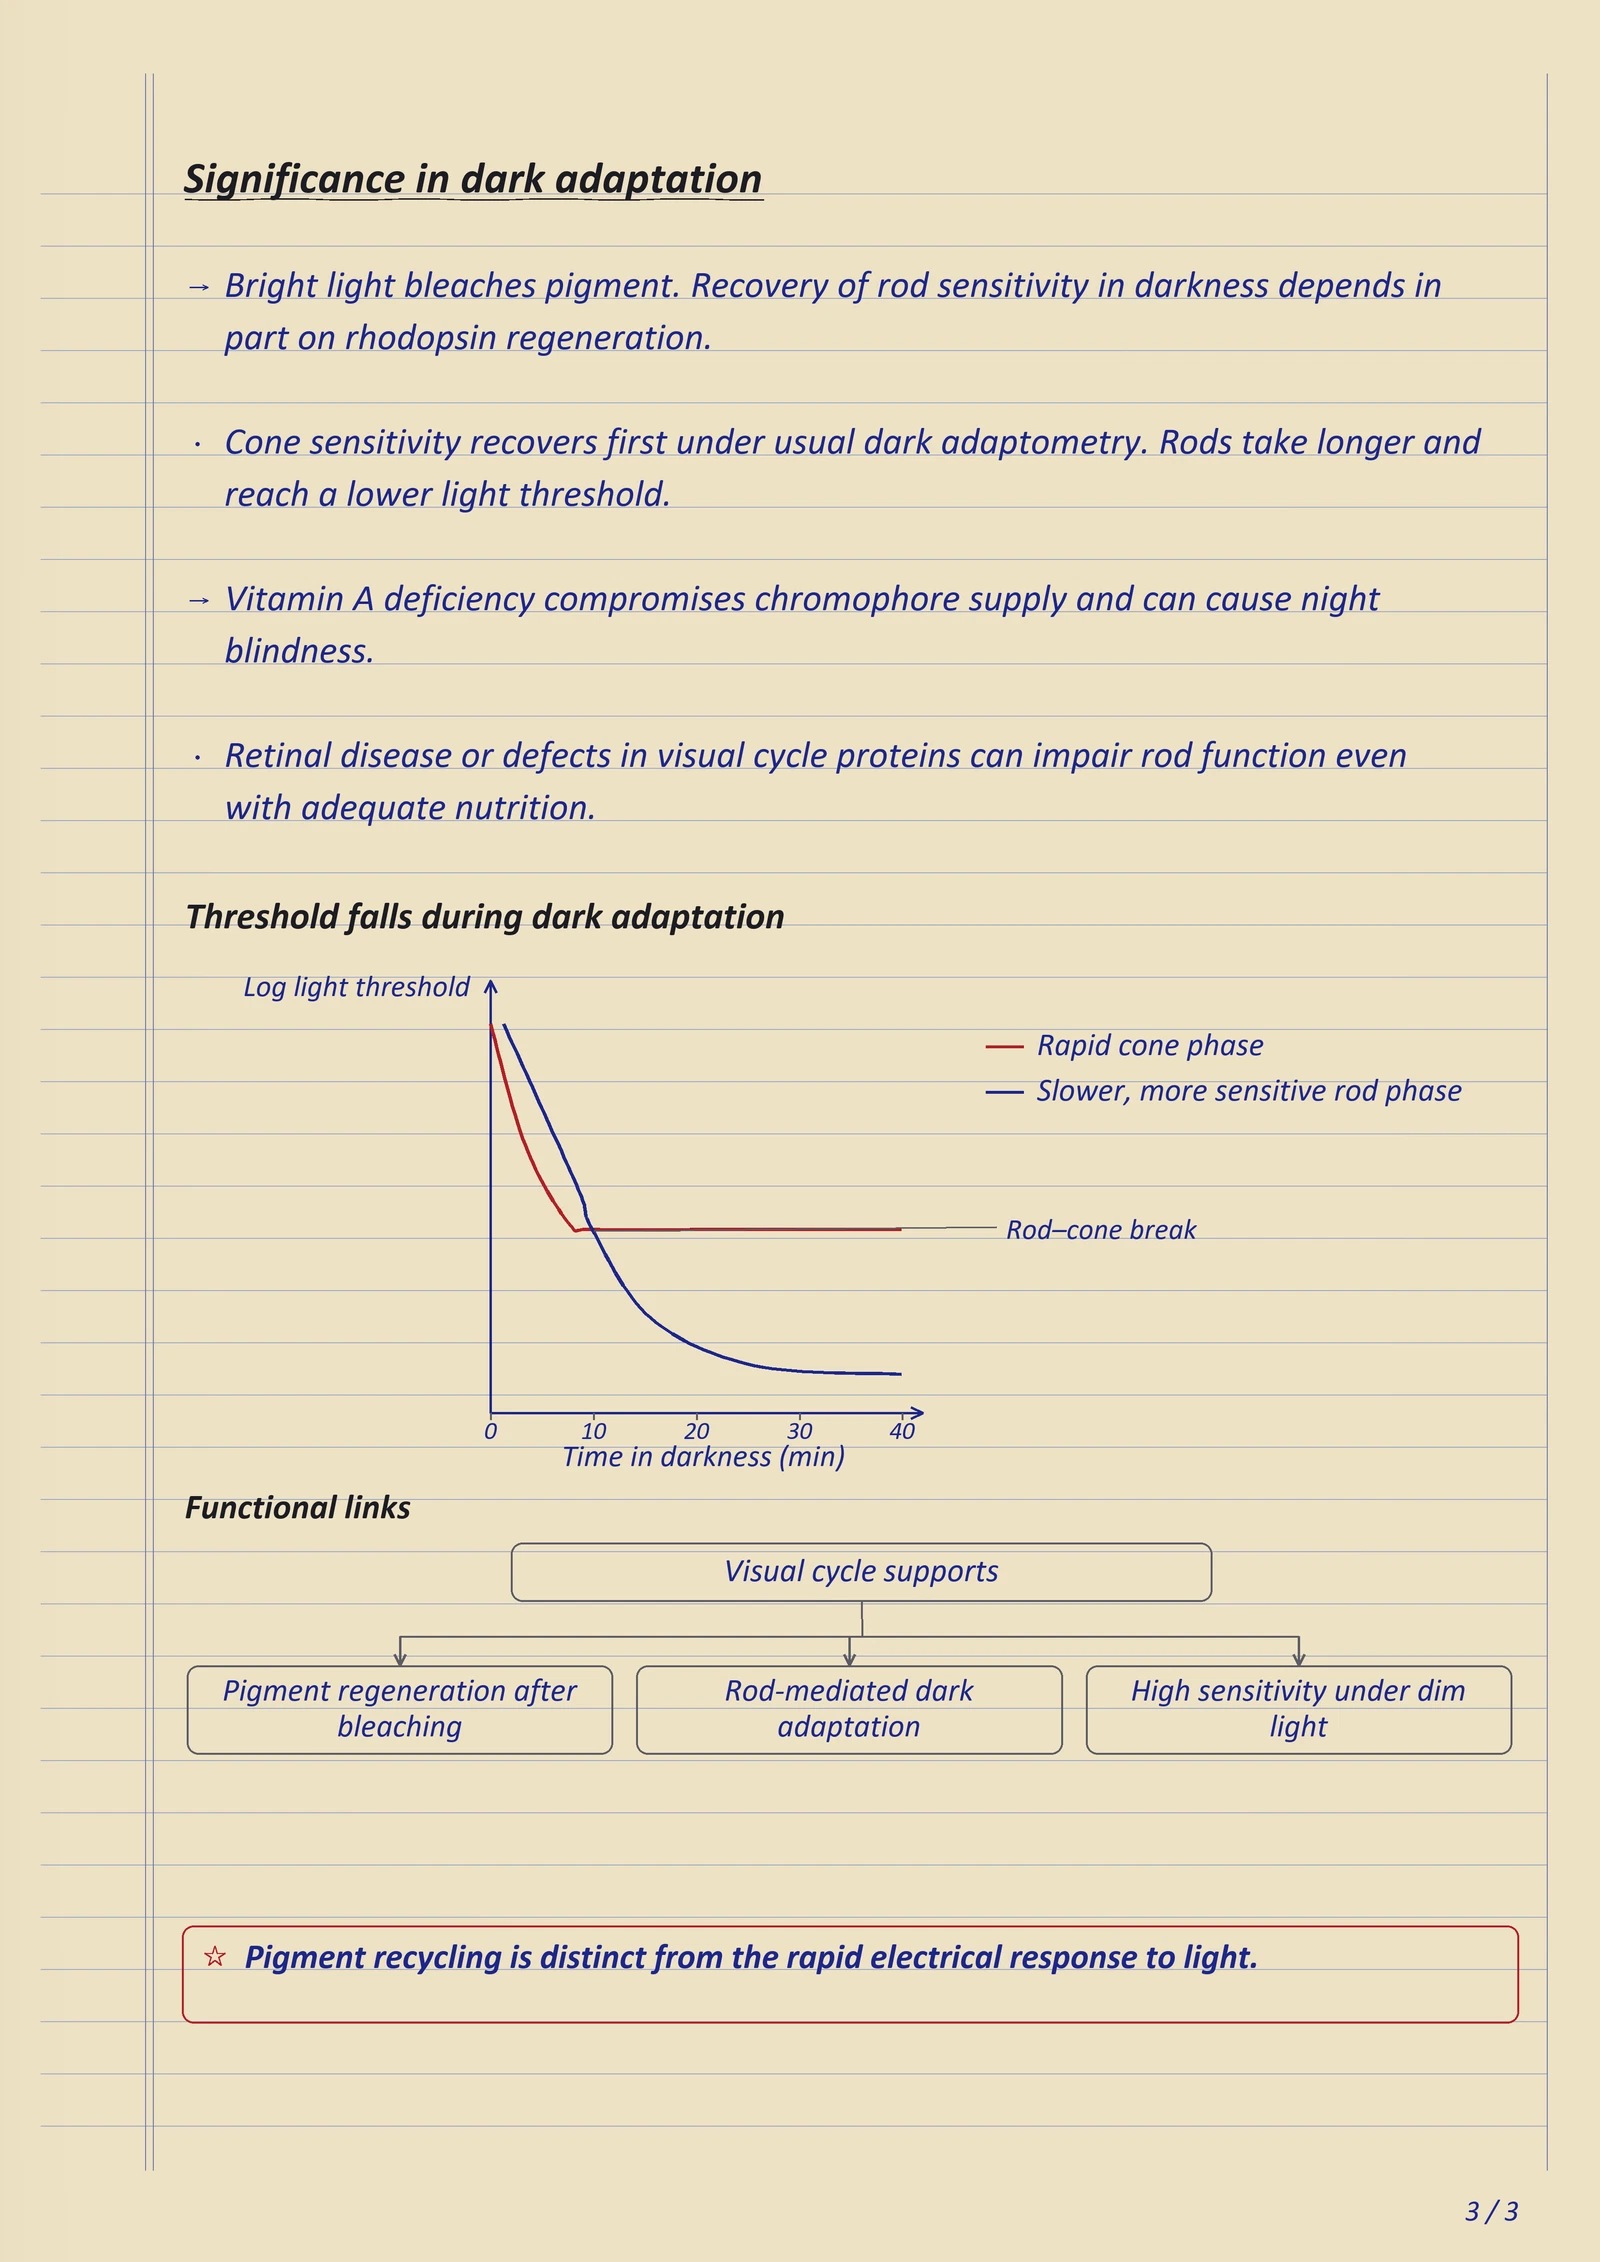 Significance in dark adaptation
→ Bright light bleaches pigment. Recovery of rod sensitivity in darkness depends in
part on rhodopsin regeneration.
· Cone sensitivity recovers first under usual dark adaptometry. Rods take longer and
reach a lower light threshold.
→ Vitamin A deficiency compromises chromophore supply and can cause night
blindness.
· Retinal disease or defects in visual cycle proteins can impair rod function even
with adequate nutrition.
Threshold falls during dark adaptation
Log light threshold
Rapid cone phase
Slower, more sensitive rod phase
Rod–cone break
0 10 20 30 40
Time in darkness (min)
Functional links
Visual cycle supports
Pigment regeneration after
bleaching
Rod-mediated dark
adaptation
High sensitivity under dim
light
☆ Pigment recycling is distinct from the rapid electrical response to light.
3 / 3